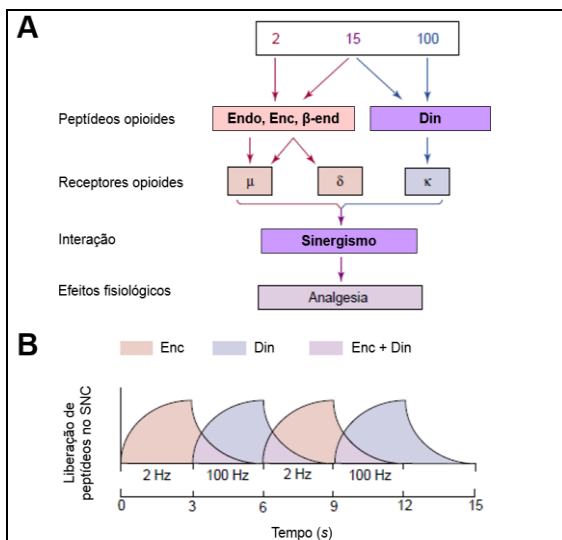 A
2 15 100
Peptídeos opioides
Endo, Enc, β-end
Din
Receptores opioides
μ
δ
κ
Interação
Sinergismo
Efeitos fisiológicos
Analgesia
B
Enc
Din
Enc + Din
Liberação de
peptídeos no SNC
2 Hz 100 Hz 2 Hz 100 Hz
0 3 6 9 12 15
Tempo (s)